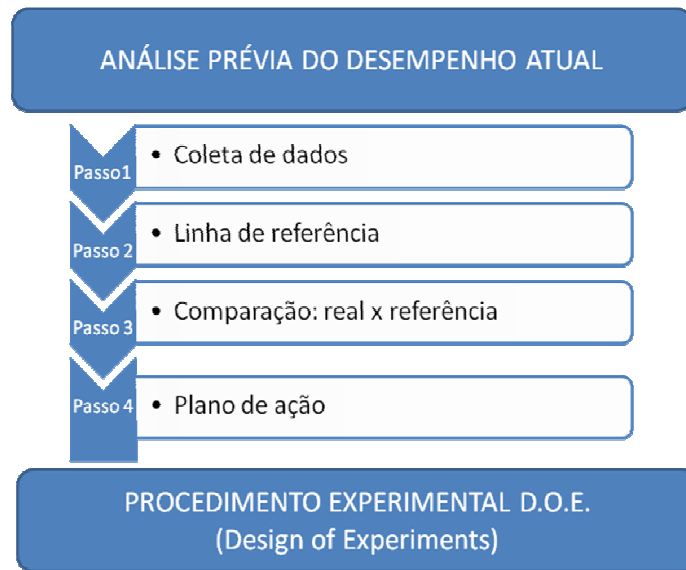 ANÁLISE PRÉVIA DO DESEMPENHO ATUAL
Passo1
• Coleta de dados
Passo 2
• Linha de referência
Passo 3
• Comparação: real x referência
Passo 4
• Plano de ação
PROCEDIMENTO EXPERIMENTAL D.O.E.
(Design of Experiments)